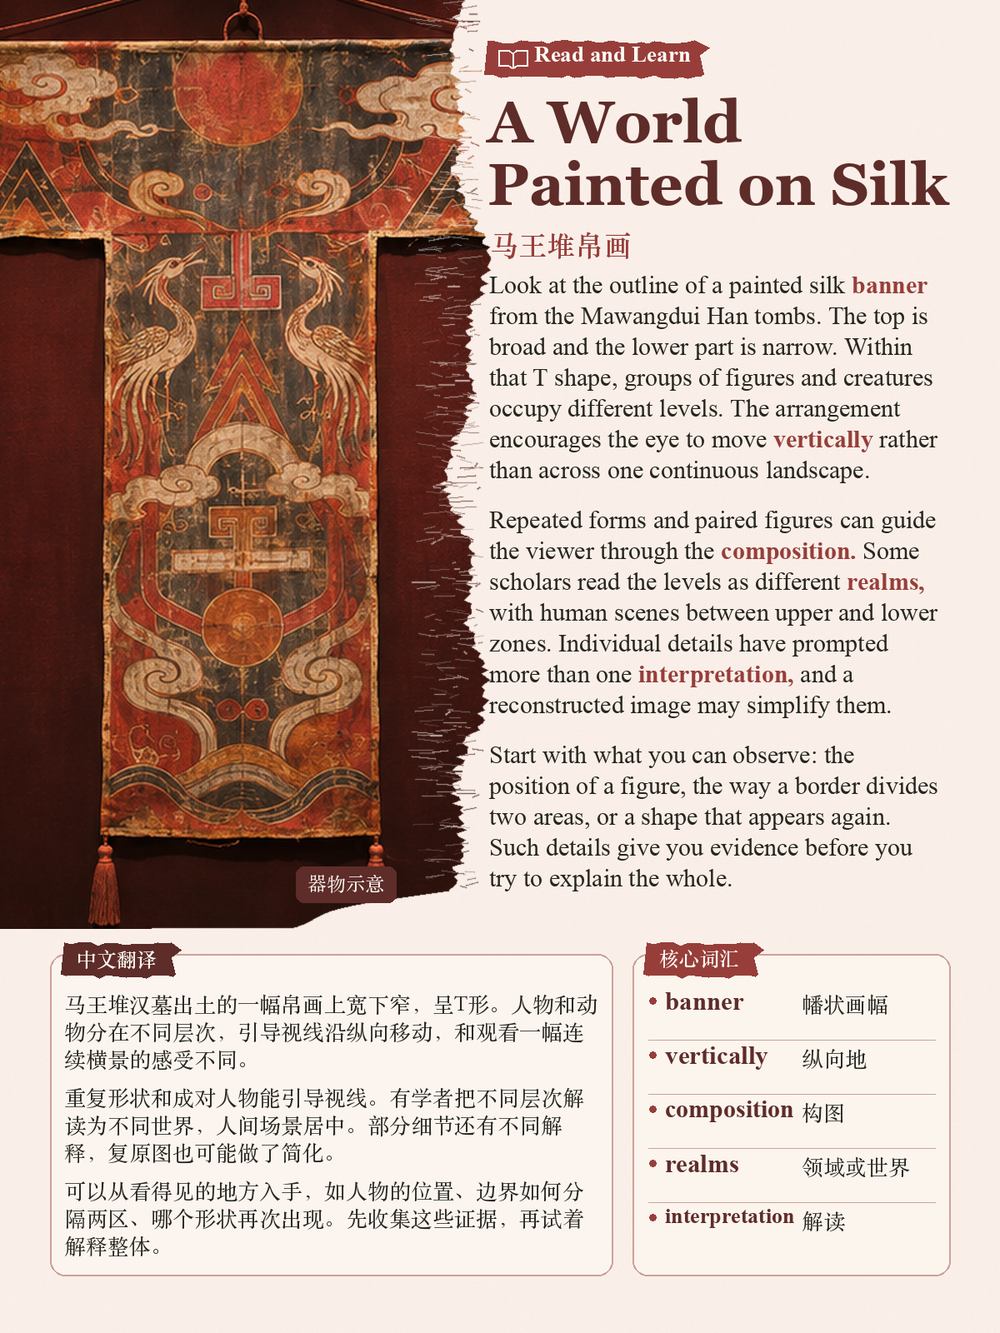 Read and Learn
A World
Painted on Silk
马王堆帛画
Look at the outline of a painted silk banner
from the Mawangdui Han tombs. The top is
broad and the lower part is narrow. Within
that T shape, groups of figures and creatures
occupy different levels. The arrangement
encourages the eye to move vertically rather
than across one continuous landscape.
Repeated forms and paired figures can guide
the viewer through the composition. Some
scholars read the levels as different realms,
with human scenes between upper and lower
zones. Individual details have prompted
more than one interpretation, and a
reconstructed image may simplify them.
Start with what you can observe: the
position of a figure, the way a border divides
two areas, or a shape that appears again.
Such details give you evidence before you
try to explain the whole.
器物示意
中文翻译
马王堆汉墓出土的一幅帛画上宽下窄，呈T形。人物和动
物分在不同层次，引导视线沿纵向移动，和观看一幅连
续横景的感受不同。
重复形状和成对人物能引导视线。有学者把不同层次解
读为不同世界，人间场景居中。部分细节还有不同解
释，复原图也可能做了简化。
可以从看得见的地方入手，如人物的位置、边界如何分
隔两区、哪个形状再次出现。先收集这些证据，再试着
解释整体。
核心词汇
banner 幡状画幅
vertically 纵向地
composition 构图
realms 领域或世界
interpretation 解读